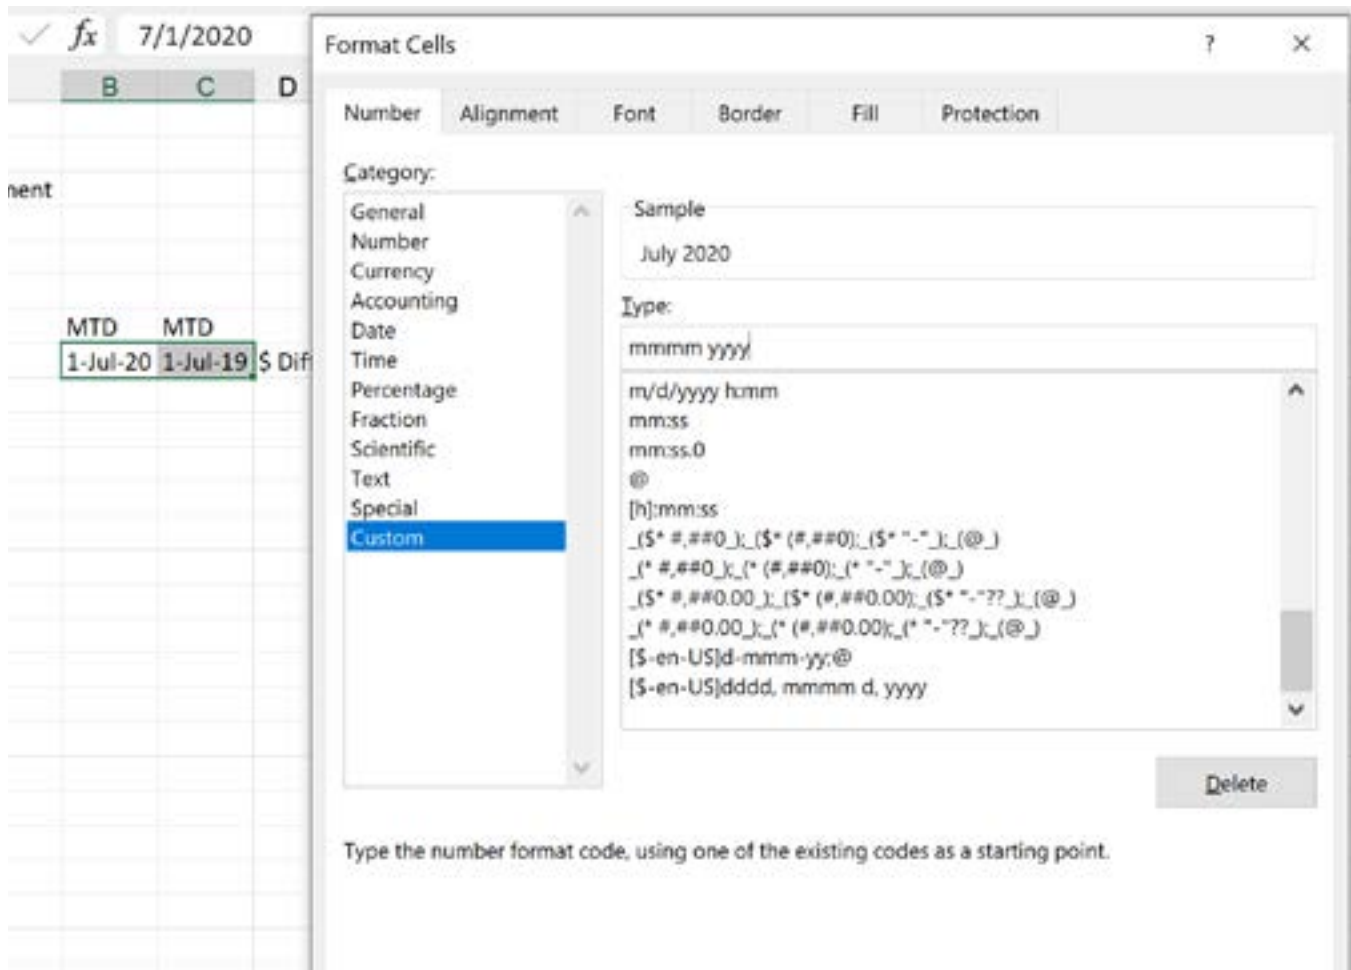 fx 7/1/2020
B C D
ment
MTD MTD
1-Jul-20 1-Jul-19 $ Dif
Format Cells ? ×
Number Alignment Font Border Fill Protection
Category:
General
Number
Currency
Accounting
Date
Time
Percentage
Fraction
Scientific
Text
Special
Custom
Sample
July 2020
Type:
mmmm yyyy
m/d/yyyy h:mm
mm:ss
mm:ss.0
@
[h]:mm:ss
_($* #,##0_);_($* (#,##0);_($* "-"_);_(@_)
_(* #,##0_);_(* (#,##0);_(* "-"_);_(@_)
_($* #,##0.00_);_($* (#,##0.00);_($* "-"??_);_(@_)
_(* #,##0.00_);_(* (#,##0.00);_(* "-"??_);_(@_)
[$-en-US]d-mmm-yy;@
[$-en-US]dddd, mmmm d, yyyy
Delete
Type the number format code, using one of the existing codes as a starting point.